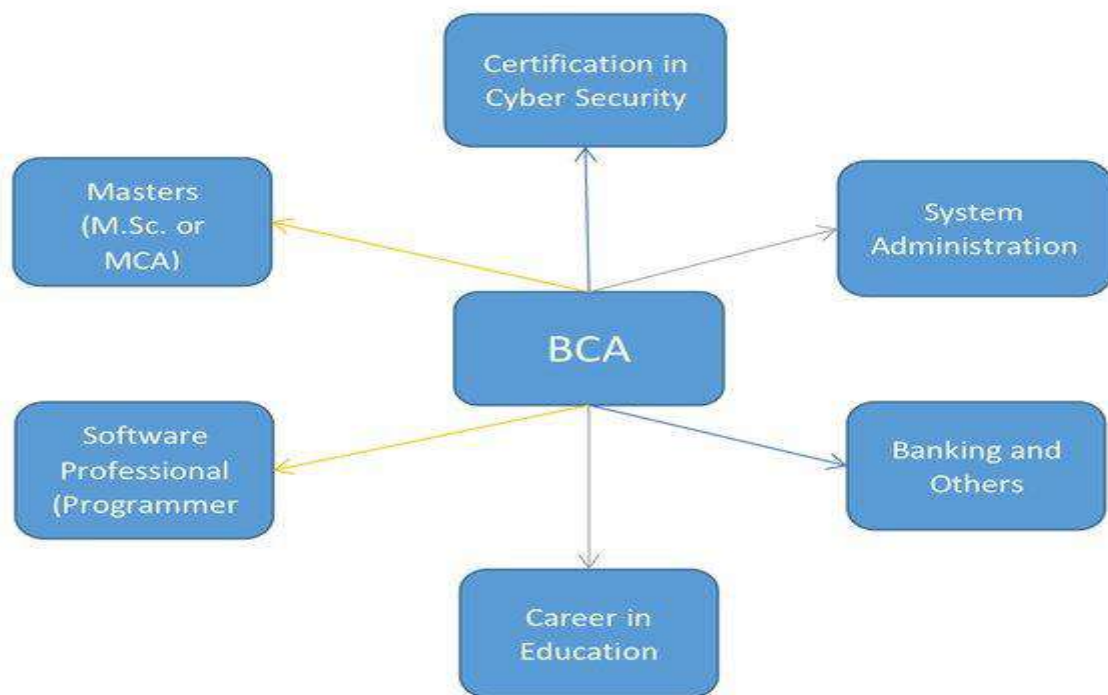 Certification in
Cyber Security
Masters
(M.Sc. or
MCA)
System
Administration
BCA
Software
Professional
(Programmer
Banking and
Others
Career in
Education